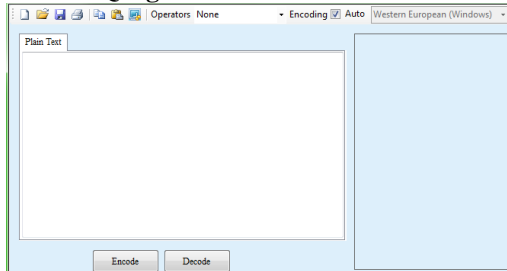 Operators None Encoding Auto Western European (Windows)
Plain Text
Encode Decode